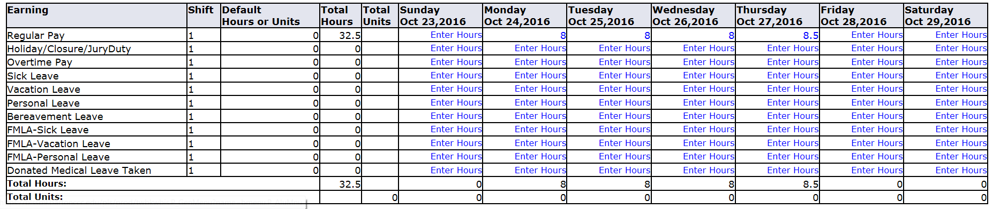 Earning Shift Default Total Total Sunday Monday Tuesday Wednesday Thursday Friday Saturday
Hours or Units Hours Units Oct 23,2016 Oct 24,2016 Oct 25,2016 Oct 26,2016 Oct 27,2016 Oct 28,2016 Oct 29,2016
Regular Pay 1 0 32.5 Enter Hours 8 8 8 8.5 Enter Hours Enter Hours
Holiday/Closure/JuryDuty 1 0 0 Enter Hours Enter Hours Enter Hours Enter Hours Enter Hours Enter Hours Enter Hours
Overtime Pay 1 0 0 Enter Hours Enter Hours Enter Hours Enter Hours Enter Hours Enter Hours Enter Hours
Sick Leave 1 0 0 Enter Hours Enter Hours Enter Hours Enter Hours Enter Hours Enter Hours Enter Hours
Vacation Leave 1 0 0 Enter Hours Enter Hours Enter Hours Enter Hours Enter Hours Enter Hours Enter Hours
Personal Leave 1 0 0 Enter Hours Enter Hours Enter Hours Enter Hours Enter Hours Enter Hours Enter Hours
Bereavement Leave 1 0 0 Enter Hours Enter Hours Enter Hours Enter Hours Enter Hours Enter Hours Enter Hours
FMLA-Sick Leave 1 0 0 Enter Hours Enter Hours Enter Hours Enter Hours Enter Hours Enter Hours Enter Hours
FMLA-Vacation Leave 1 0 0 Enter Hours Enter Hours Enter Hours Enter Hours Enter Hours Enter Hours Enter Hours
FMLA-Personal Leave 1 0 0 Enter Hours Enter Hours Enter Hours Enter Hours Enter Hours Enter Hours Enter Hours
Donated Medical Leave Taken 1 0 0 Enter Hours Enter Hours Enter Hours Enter Hours Enter Hours Enter Hours Enter Hours
Total Hours: 32.5 0 8 8 8 8.5 0 0
Total Units: 0 0 0 0 0 0 0 0